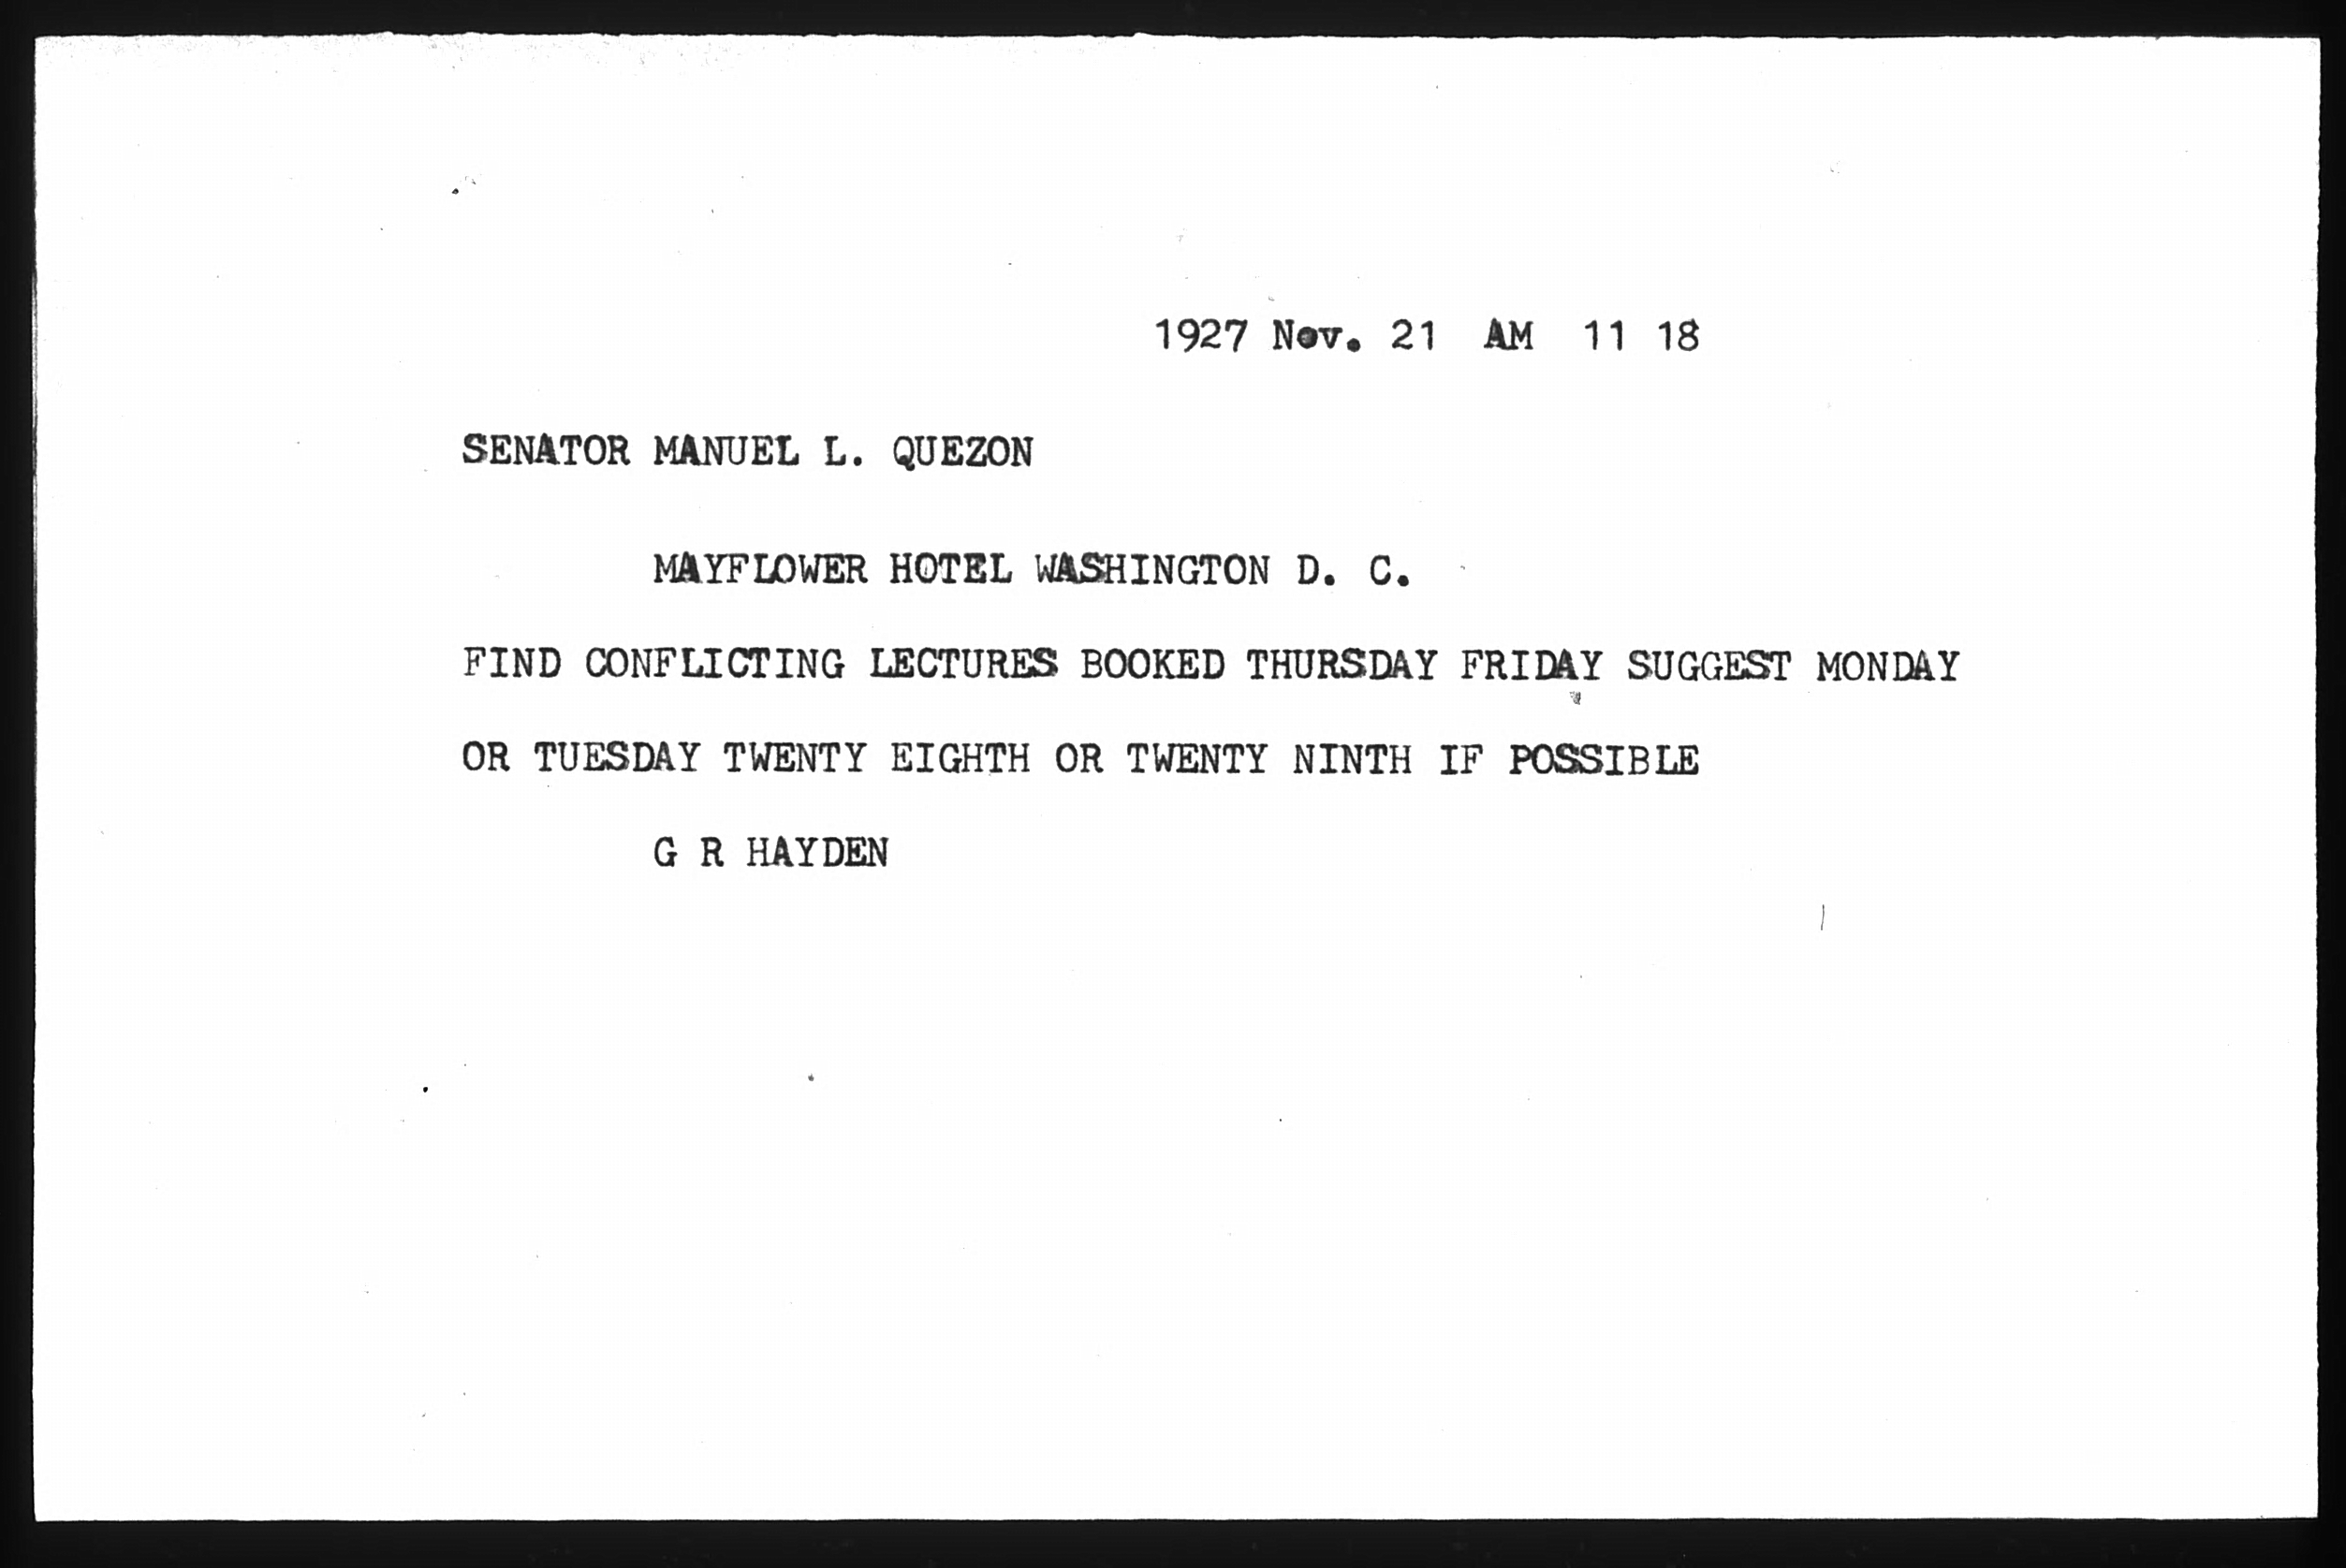 1927 Nov. 21 AM 11 18
SENATOR MANUEL L. QUEZON
MAYFLOWER HOTEL WASHINGTON D. C.
FIND CONFLICTING LECTURES BOOKED THURSDAY FRIDAY SUGGEST MONDAY
OR TUESDAY TWENTY EIGHTH OR TWENTY NINTH IF POSSIBLE
G R HAYDEN